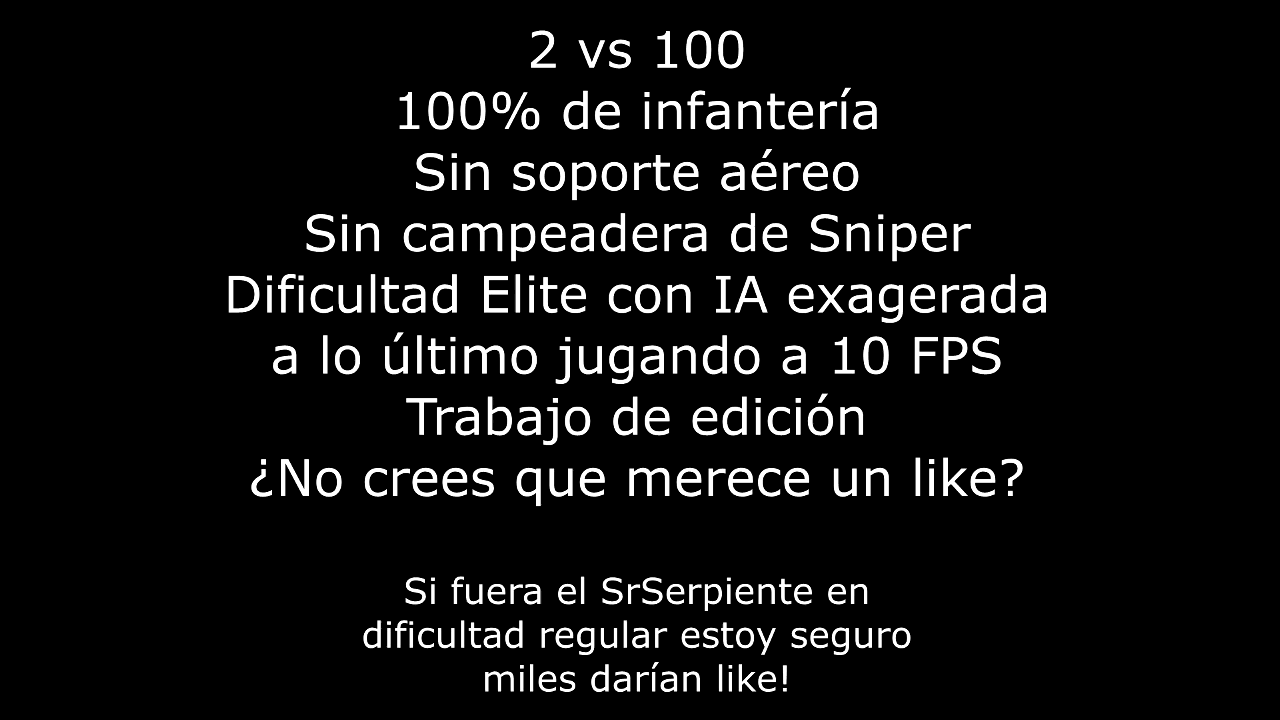 2 vs 100
100% de infantería
Sin soporte aéreo
Sin campeadera de Sniper
Dificultad Elite con IA exagerada
a lo último jugando a 10 FPS
Trabajo de edición
¿No crees que merece un like?
Si fuera el SrSerpiente en
dificultad regular estoy seguro
miles darían like!